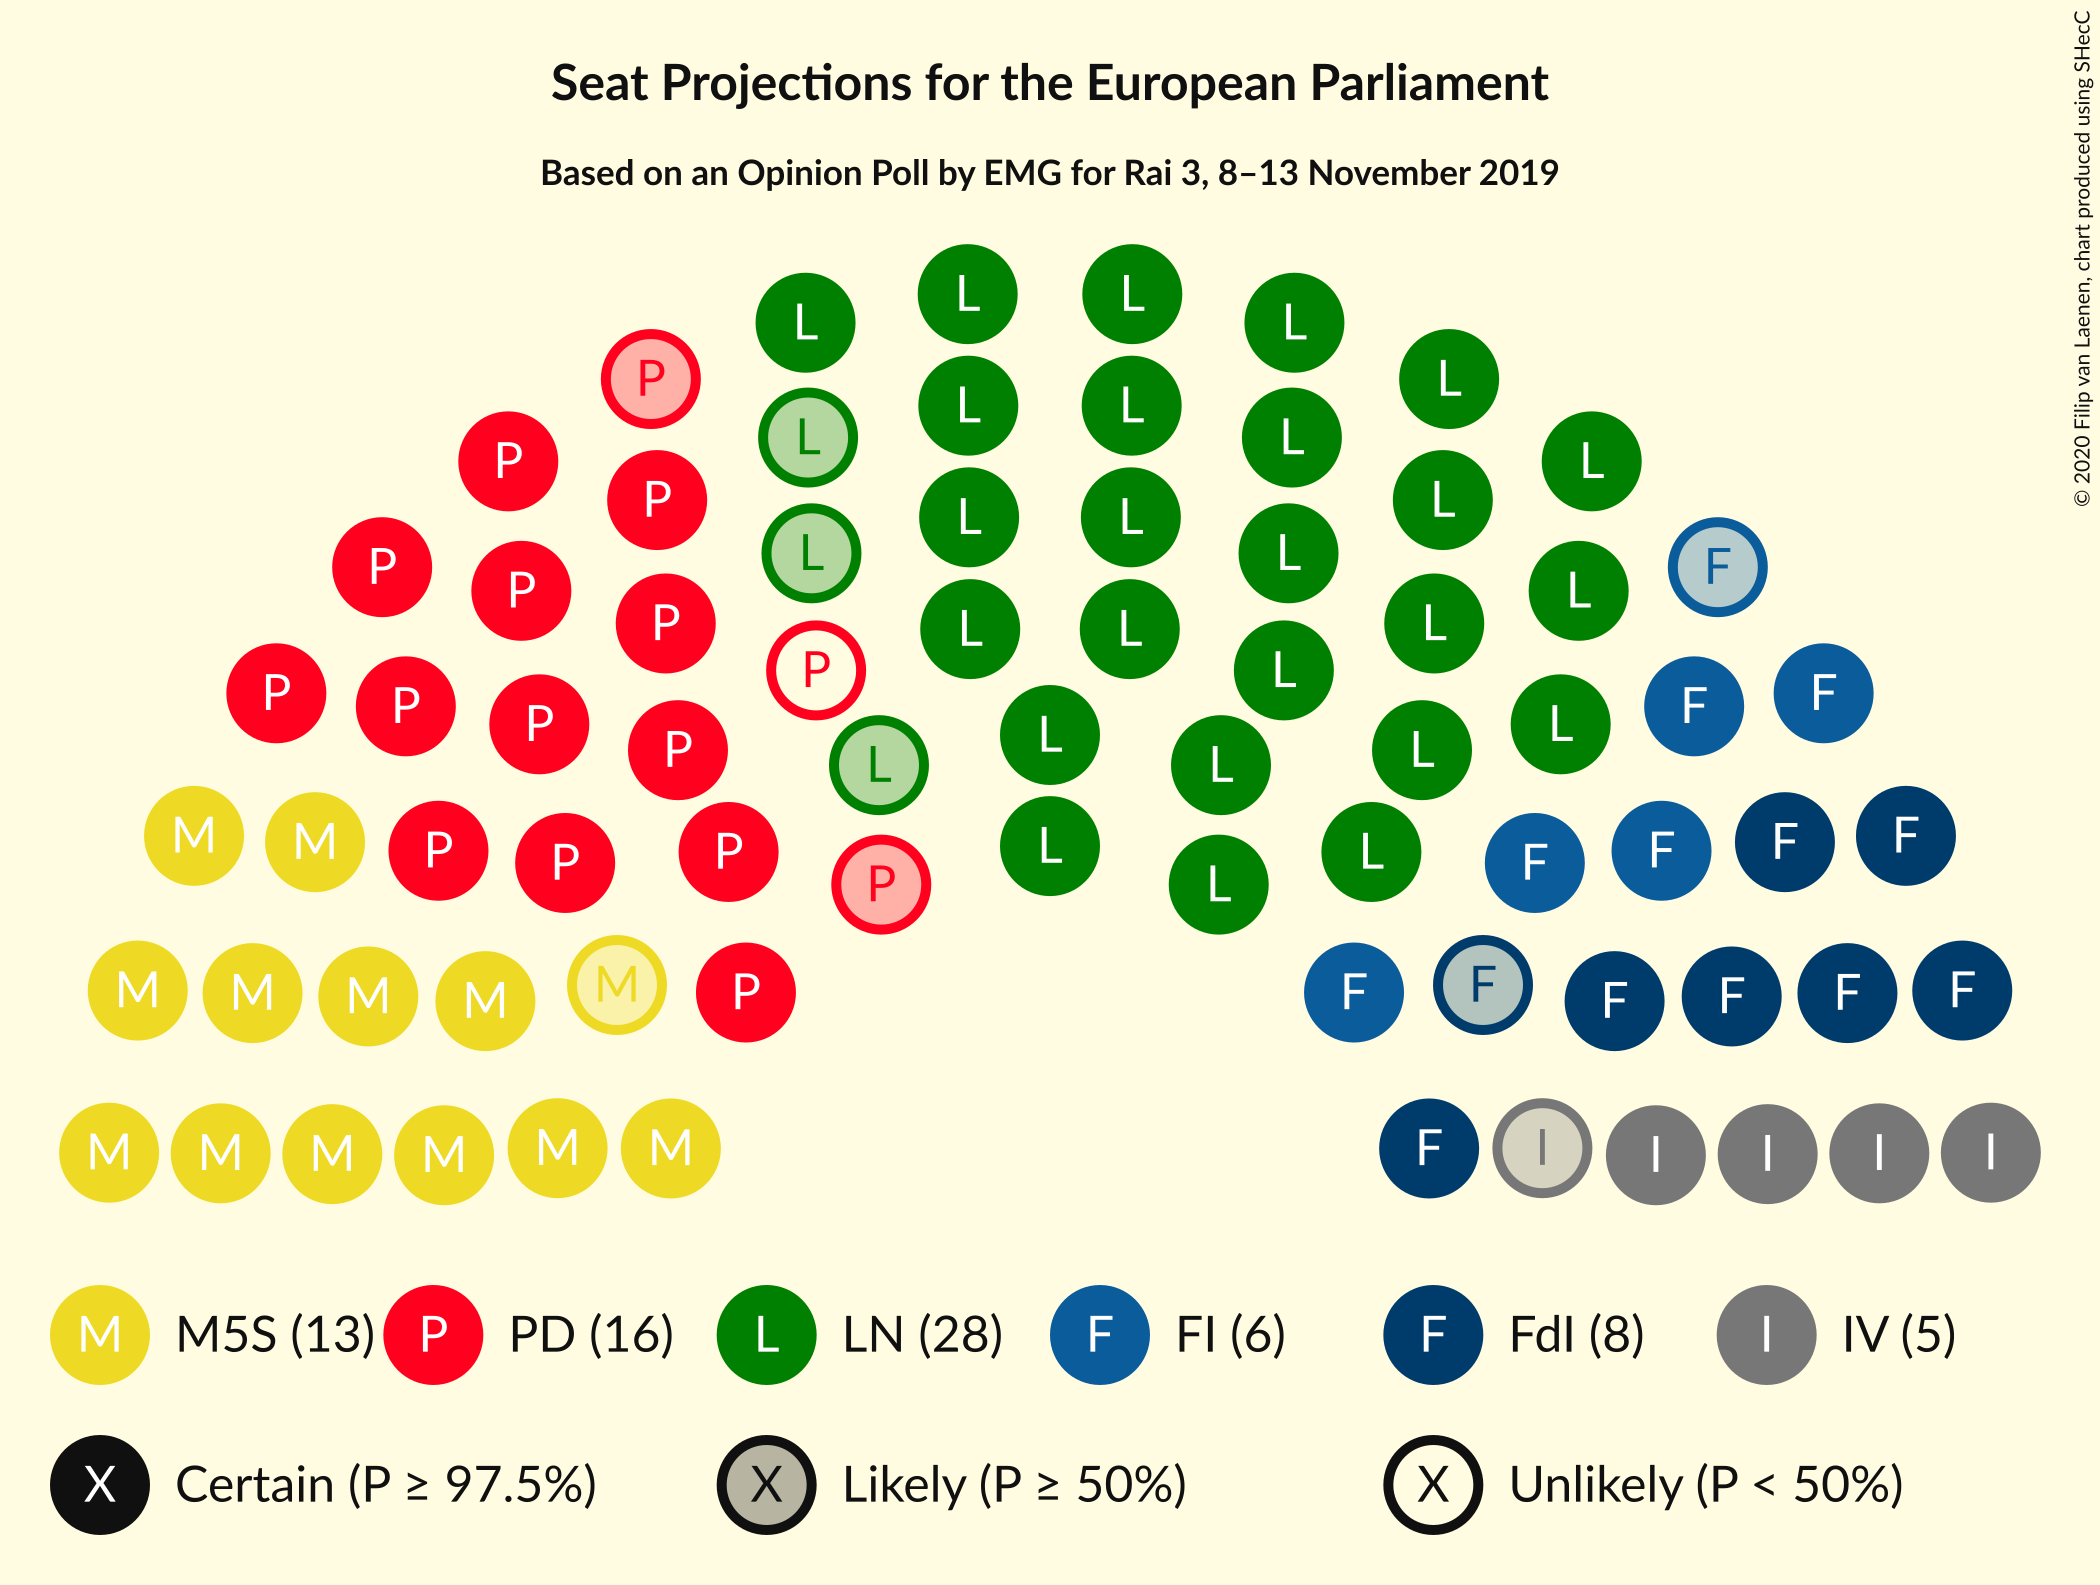 Seat Projections for the European Parliament
Based on an Opinion Poll by EMG for Rai 3, 8–13 November 2019
© 2020 Filip van Laenen, chart produced using SHecC
L L L L
P L
L L L L
P L
P L L
L L L L
P F
P L L
P L L
P L
P L L
F F
P P P
L L L L
M M P P P P L L L F F F F
M M M M M P F F F F F F
M M M M M M F I I I I I
M M5S (13) P PD (16) L LN (28) F FI (6) F FdI (8) I IV (5)
X Certain (P ≥ 97.5%) X Likely (P ≥ 50%) X Unlikely (P < 50%)